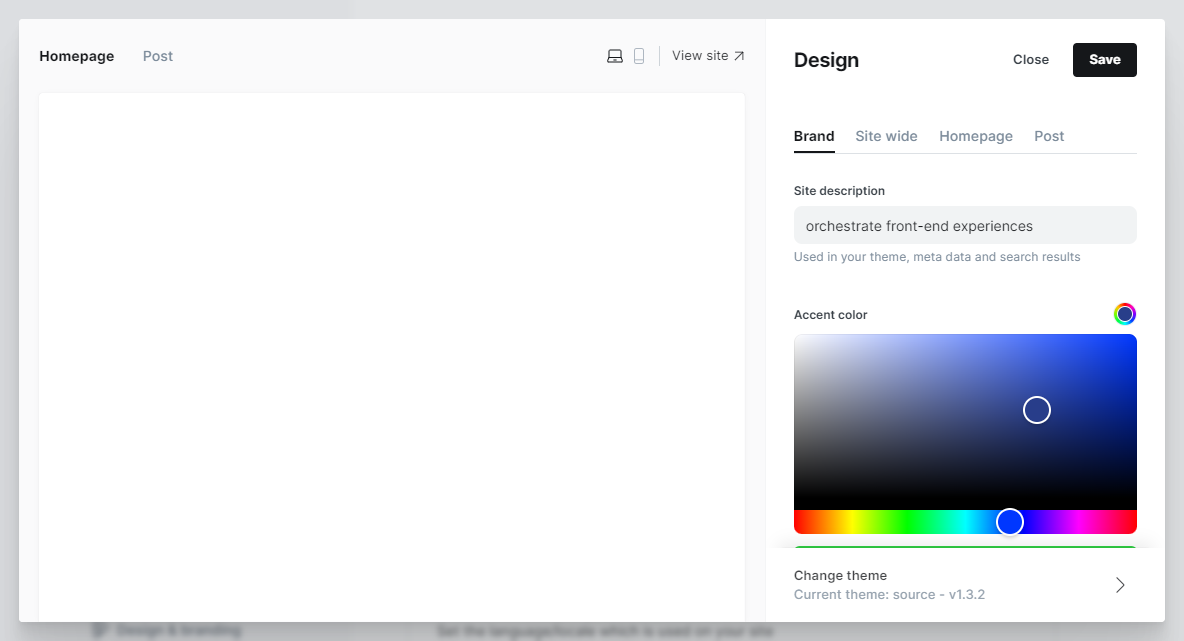 Homepage
Post
View site
Design
Close
Save
Brand
Site wide
Homepage
Post
Site description
orchestrate front-end experiences
Used in your theme, meta data and search results
Accent color
Change theme
Current theme: source - v1.3.2
Design & branding
Set the language/locale which is used on your site